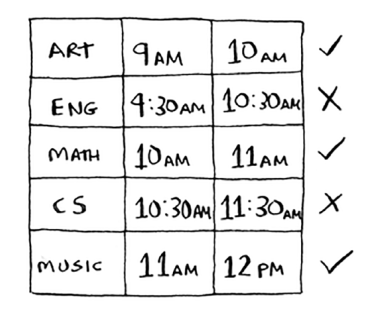 ART 9AM 10AM ✓
ENG 9:30AM 10:30AM ✗
MATH 10AM 11AM ✓
CS 10:30AM 11:30AM ✗
MUSIC 11AM 12PM ✓